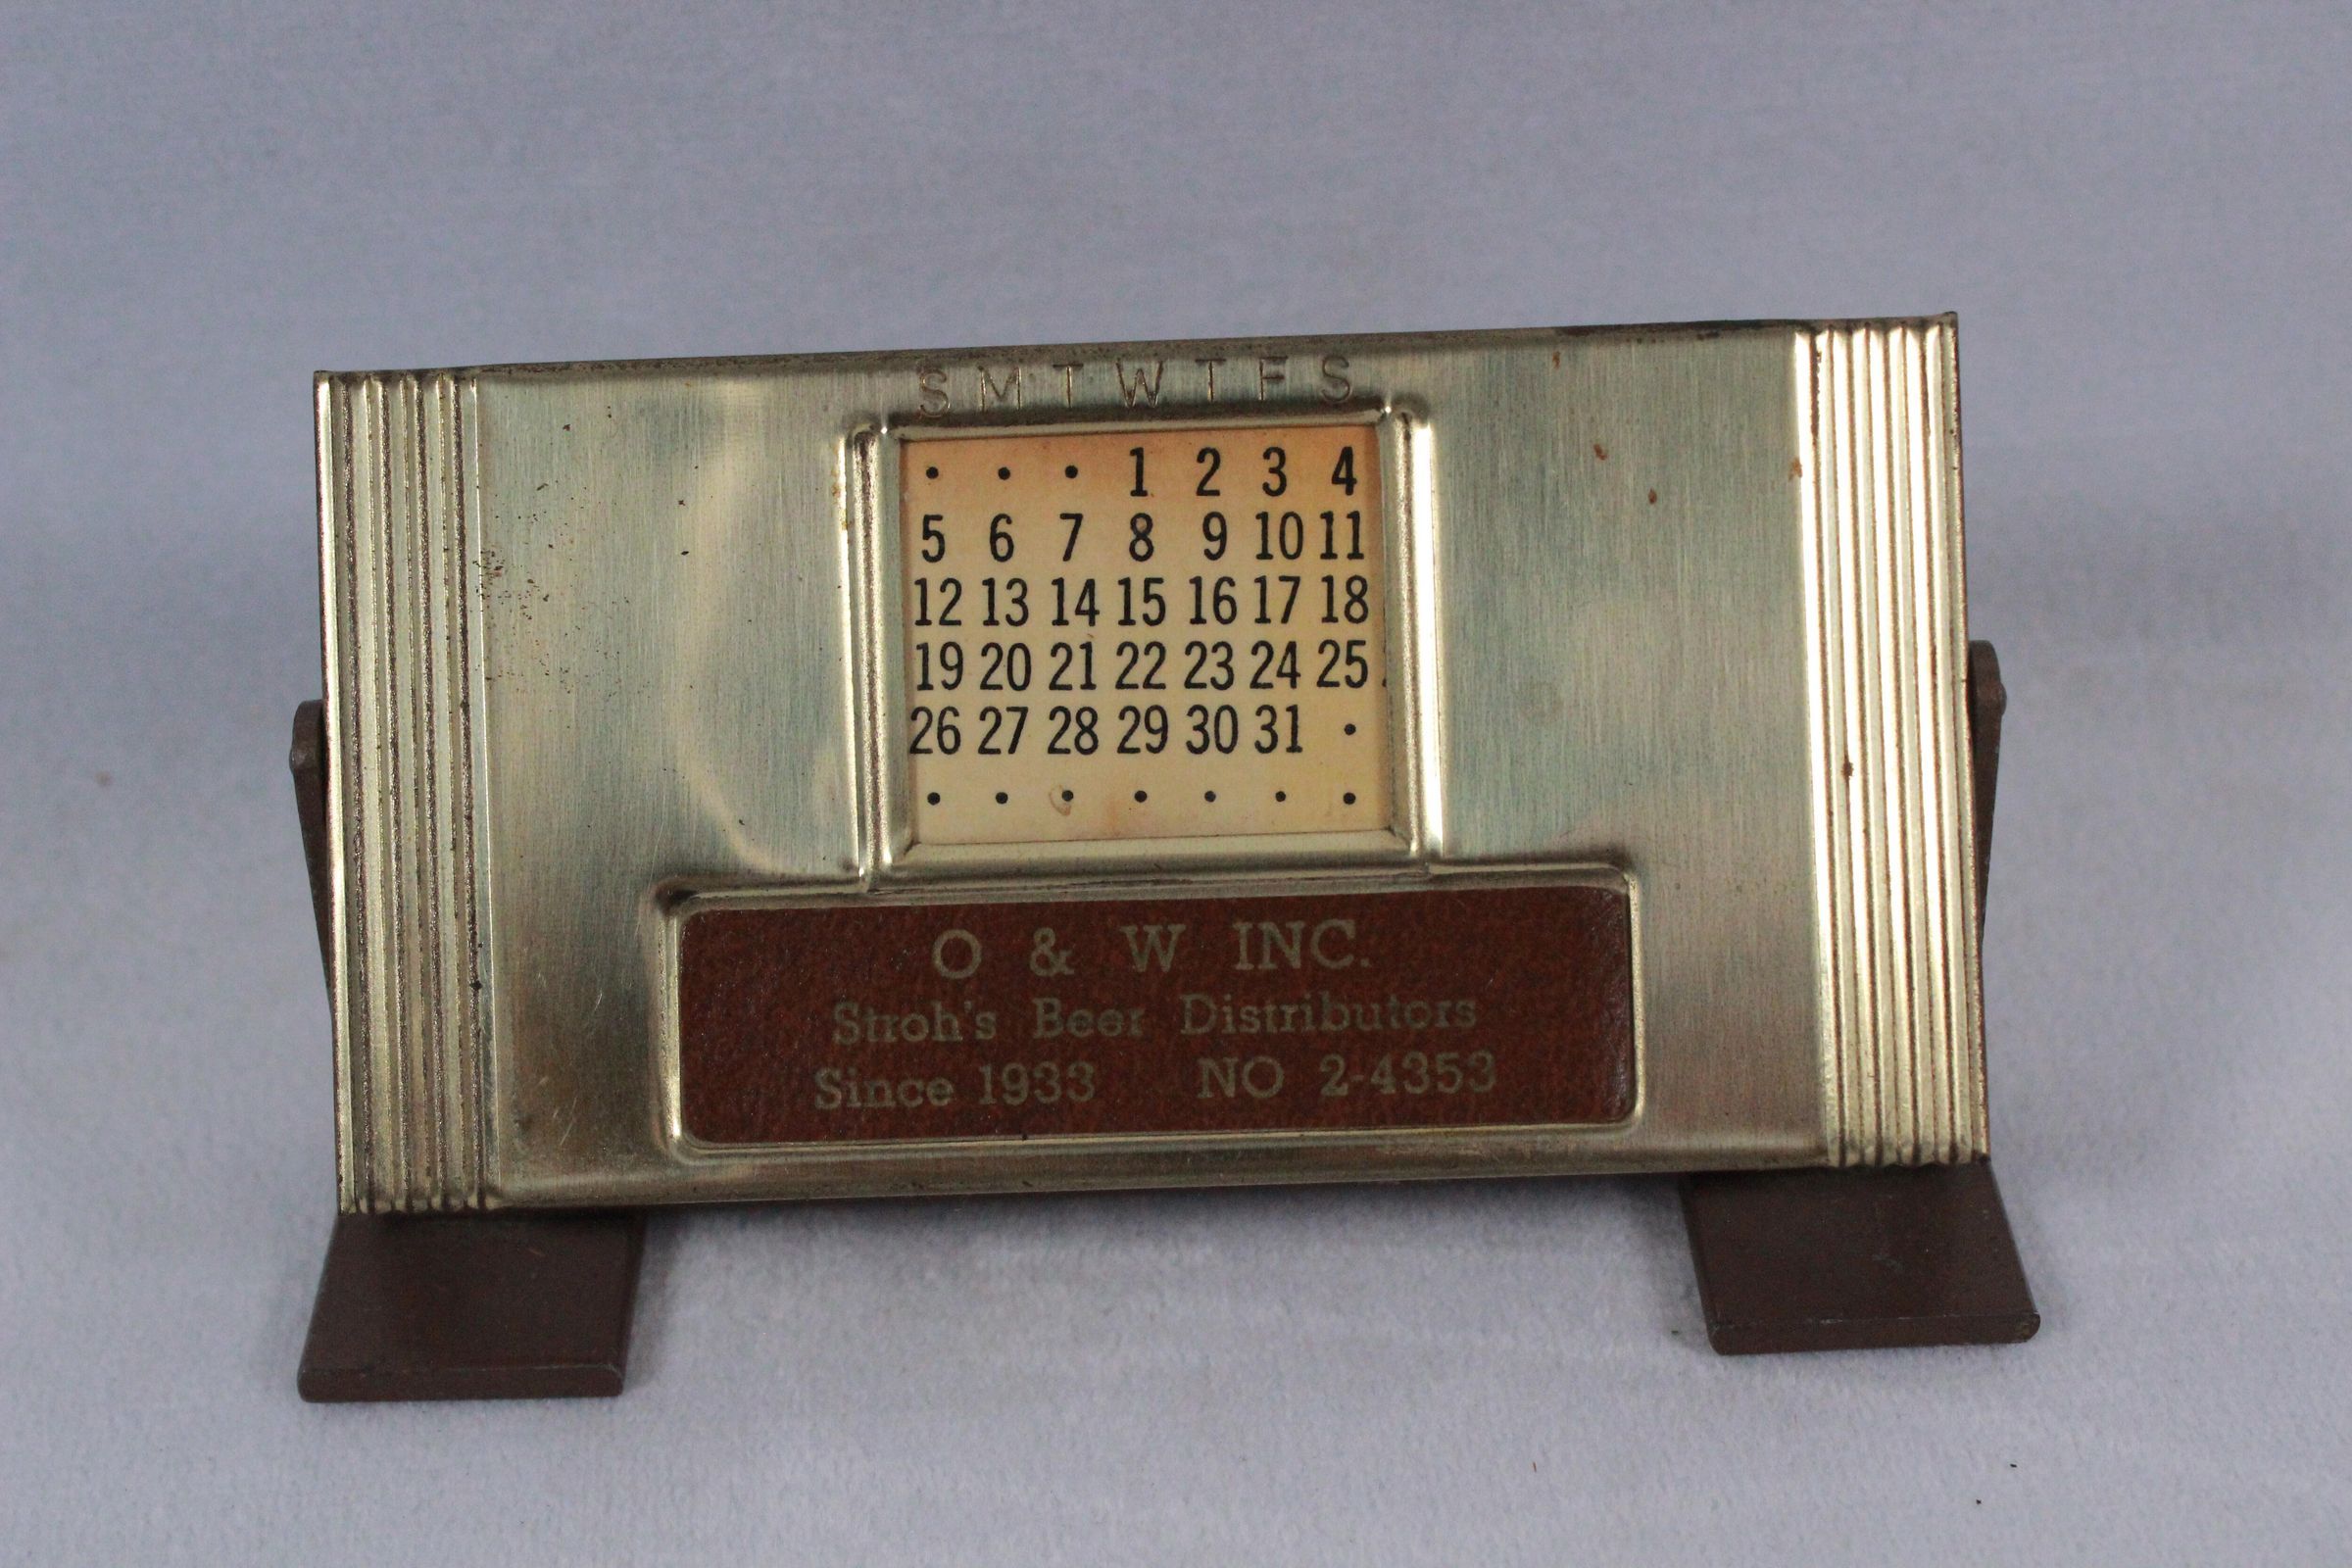 S M T W T F S
• • • 1 2 3 4
5 6 7 8 9 10 11
12 13 14 15 16 17 18
19 20 21 22 23 24 25
26 27 28 29 30 31 •
• • • • • • •
O & W INC.
Stroh's Beer Distributors
Since 1933 NO 2-4353